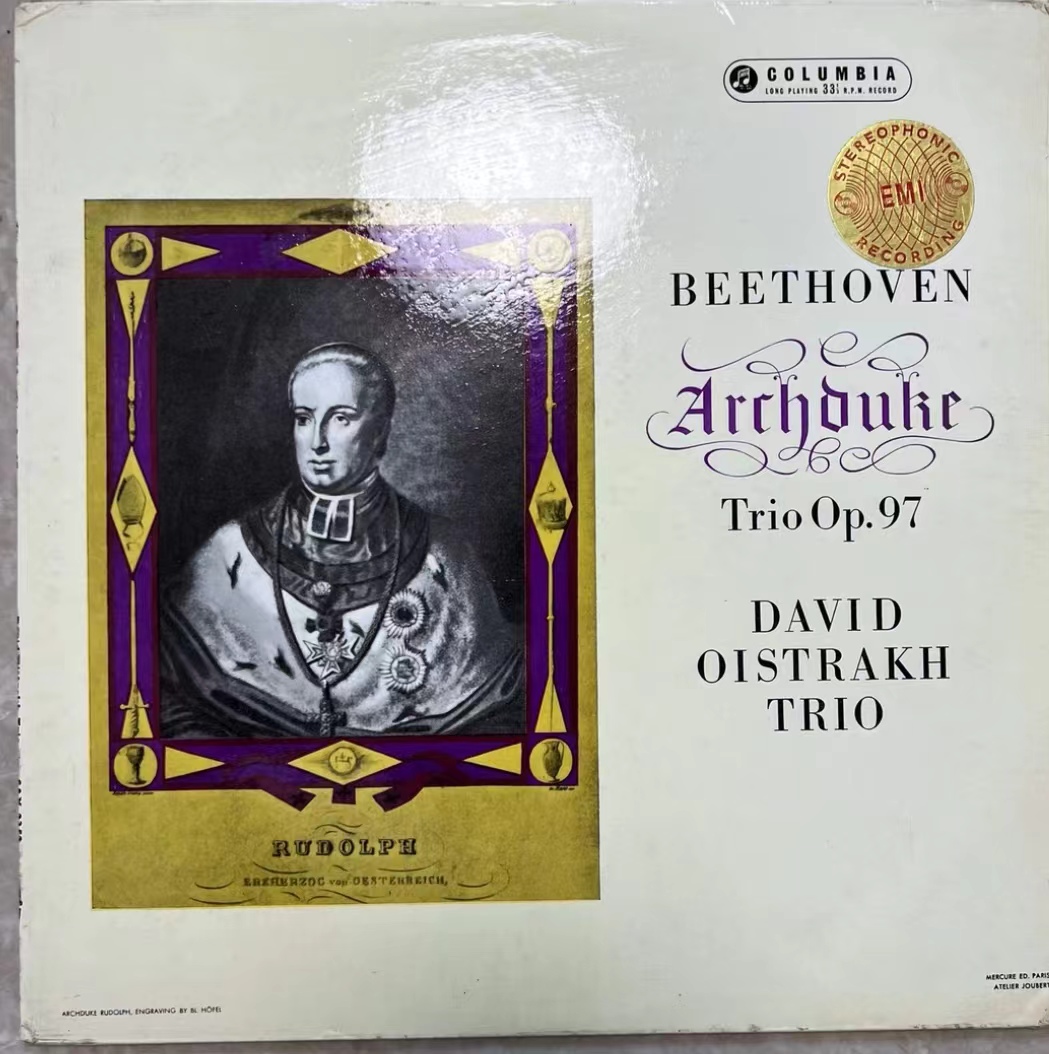 COLUMBIA
LONG PLAYING 33⅓ R.P.M. RECORD
STEREOPHONIC
EMI
RECORDING
BEETHOVEN
Archduke
Trio Op. 97
DAVID
OISTRAKH
TRIO
RUDOLPH
ERZHERZOG von OESTERREICH,
MERCURE ED. PARIS
ATELIER JOUBERT
ARCHDUKE RUDOLPH, ENGRAVING BY BL. HÖFEL